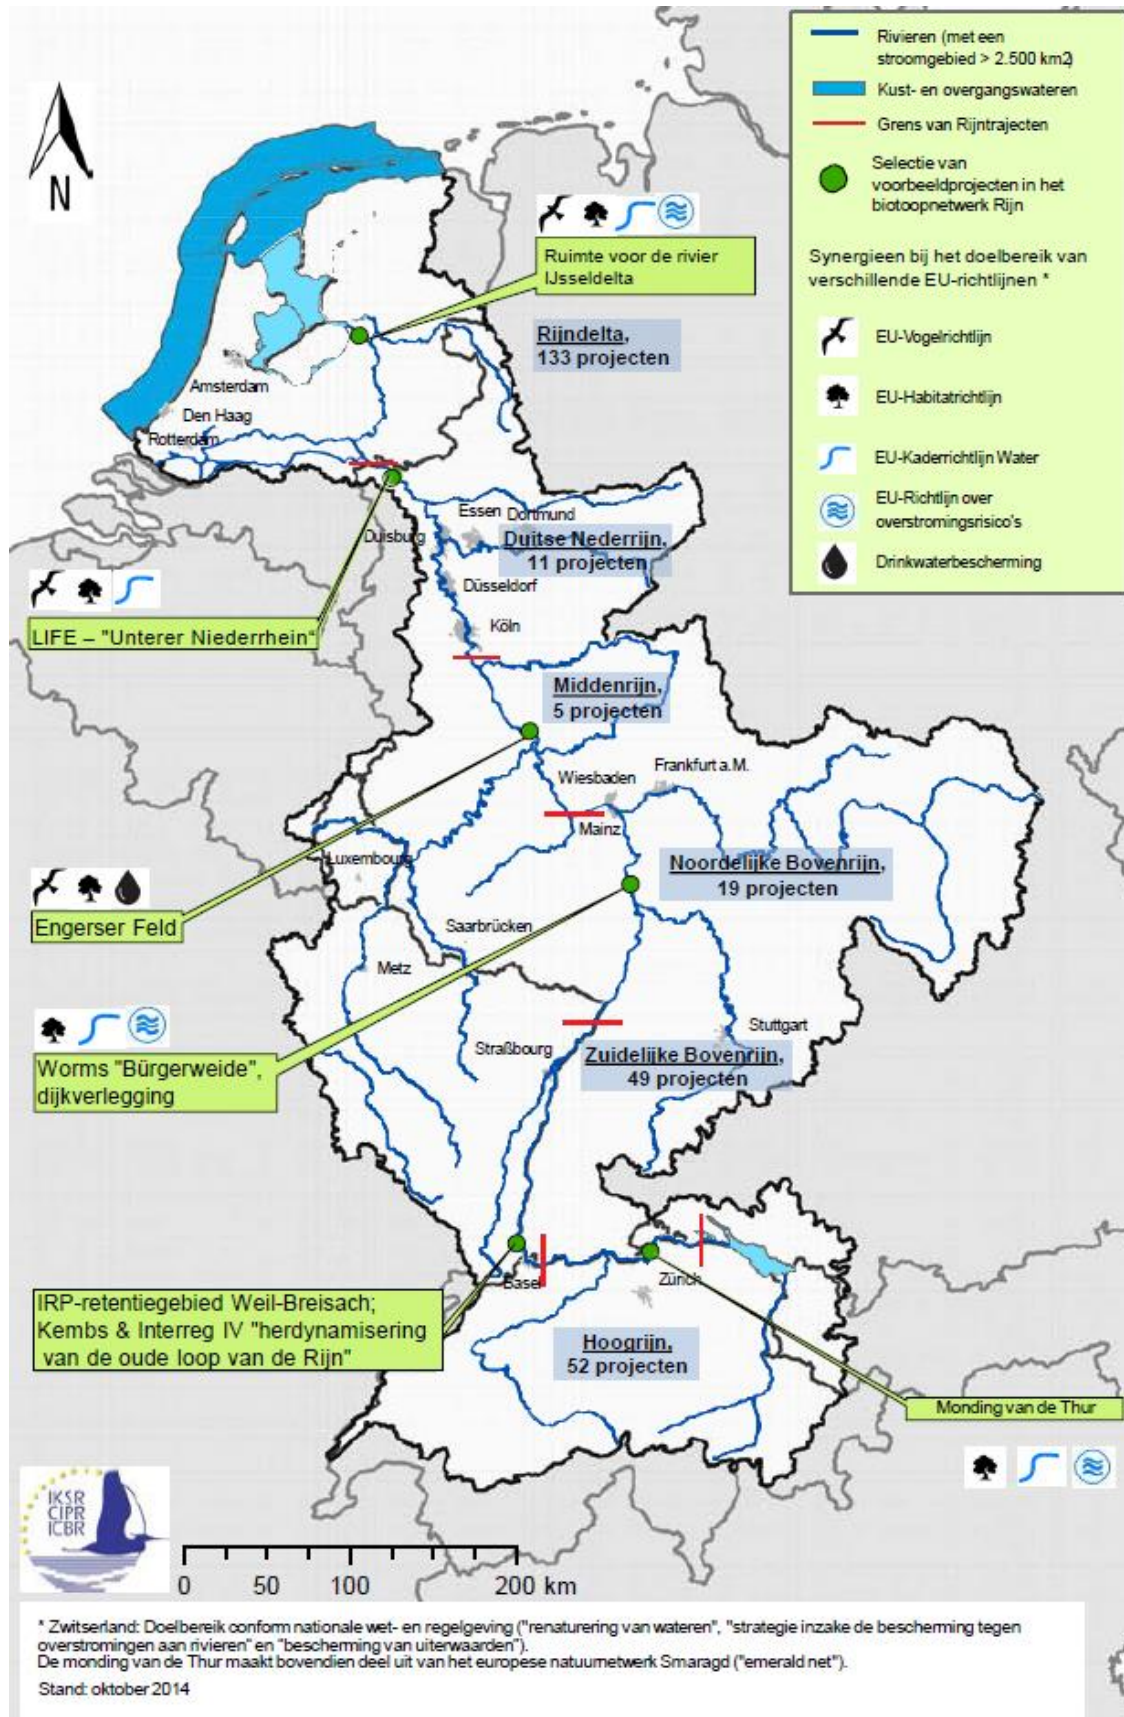 Rivieren (met een
stroomgebied > 2.500 km2)
Kust- en overgangswateren
Grens van Rijntrajecten
Selectie van
voorbeeldprojecten in het
biotoopnetwerk Rijn
Synergieen bij het doelbereik van
verschillende EU-richtlijnen *
EU-Vogelrichtlijn
EU-Habitatrichtlijn
EU-Kaderrichtlijn Water
EU-Richtlijn over
overstromingsrisico's
Drinkwaterbescherming
N
Ruimte voor de rivier
IJsseldelta
Rijndelta,
133 projecten
Amsterdam
Den Haag
Rotterdam
Essen Dortmund
Duisburg
Duitse Nederrijn,
11 projecten
Düsseldorf
Köln
LIFE – "Unterer Niederrhein“
Middenrijn,
5 projecten
Wiesbaden
Frankfurt a.M.
Mainz
Luxembourg
Noordelijke Bovenrijn,
19 projecten
Engerser Feld
Saarbrücken
Metz
Stuttgart
Straßbourg
Zuidelijke Bovenrijn,
49 projecten
Worms "Bürgerweide",
dijkverlegging
Basel
Zürich
IRP-retentiegebied Weil-Breisach;
Kembs & Interreg IV "herdynamisering
van de oude loop van de Rijn"
Hoogrijn,
52 projecten
Monding van de Thur
IKSR
CIPR
ICBR
0 50 100 200 km
* Zwitserland: Doelbereik conform nationale wet- en regelgeving ("renaturering van wateren", "strategie inzake de bescherming tegen
overstromingen aan rivieren" en "bescherming van uiterwaarden").
De monding van de Thur maakt bovendien deel uit van het europese natuurnetwerk Smaragd ("emerald net").
Stand: oktober 2014